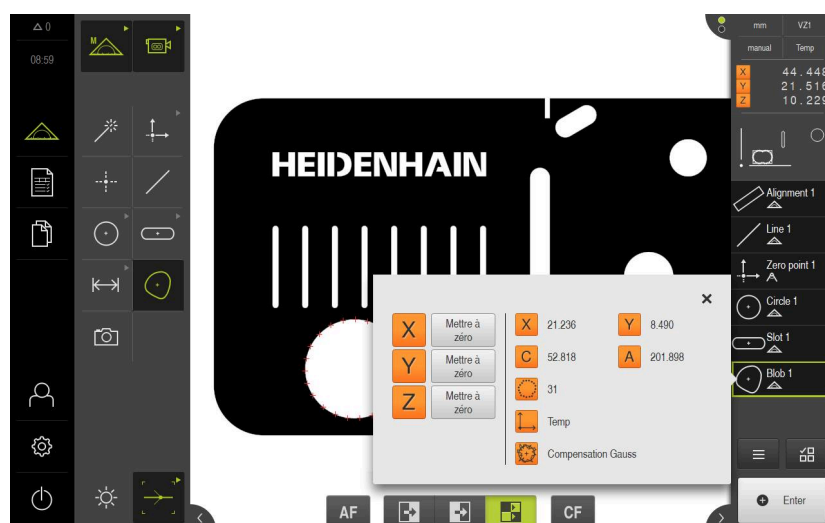 0
08:59
M
mm
VZ1
manual
Temp
X 44.448
Y 21.516
Z 10.229
HEIDENHAIN
Alignment 1
Line 1
Zero point 1
Circle 1
Slot 1
Blob 1
X
Mettre à
zéro
Y
Mettre à
zéro
Z
Mettre à
zéro
X 21.236
Y 8.490
C 52.818
A 201.898
31
Temp
Compensation Gauss
AF
CF
Enter